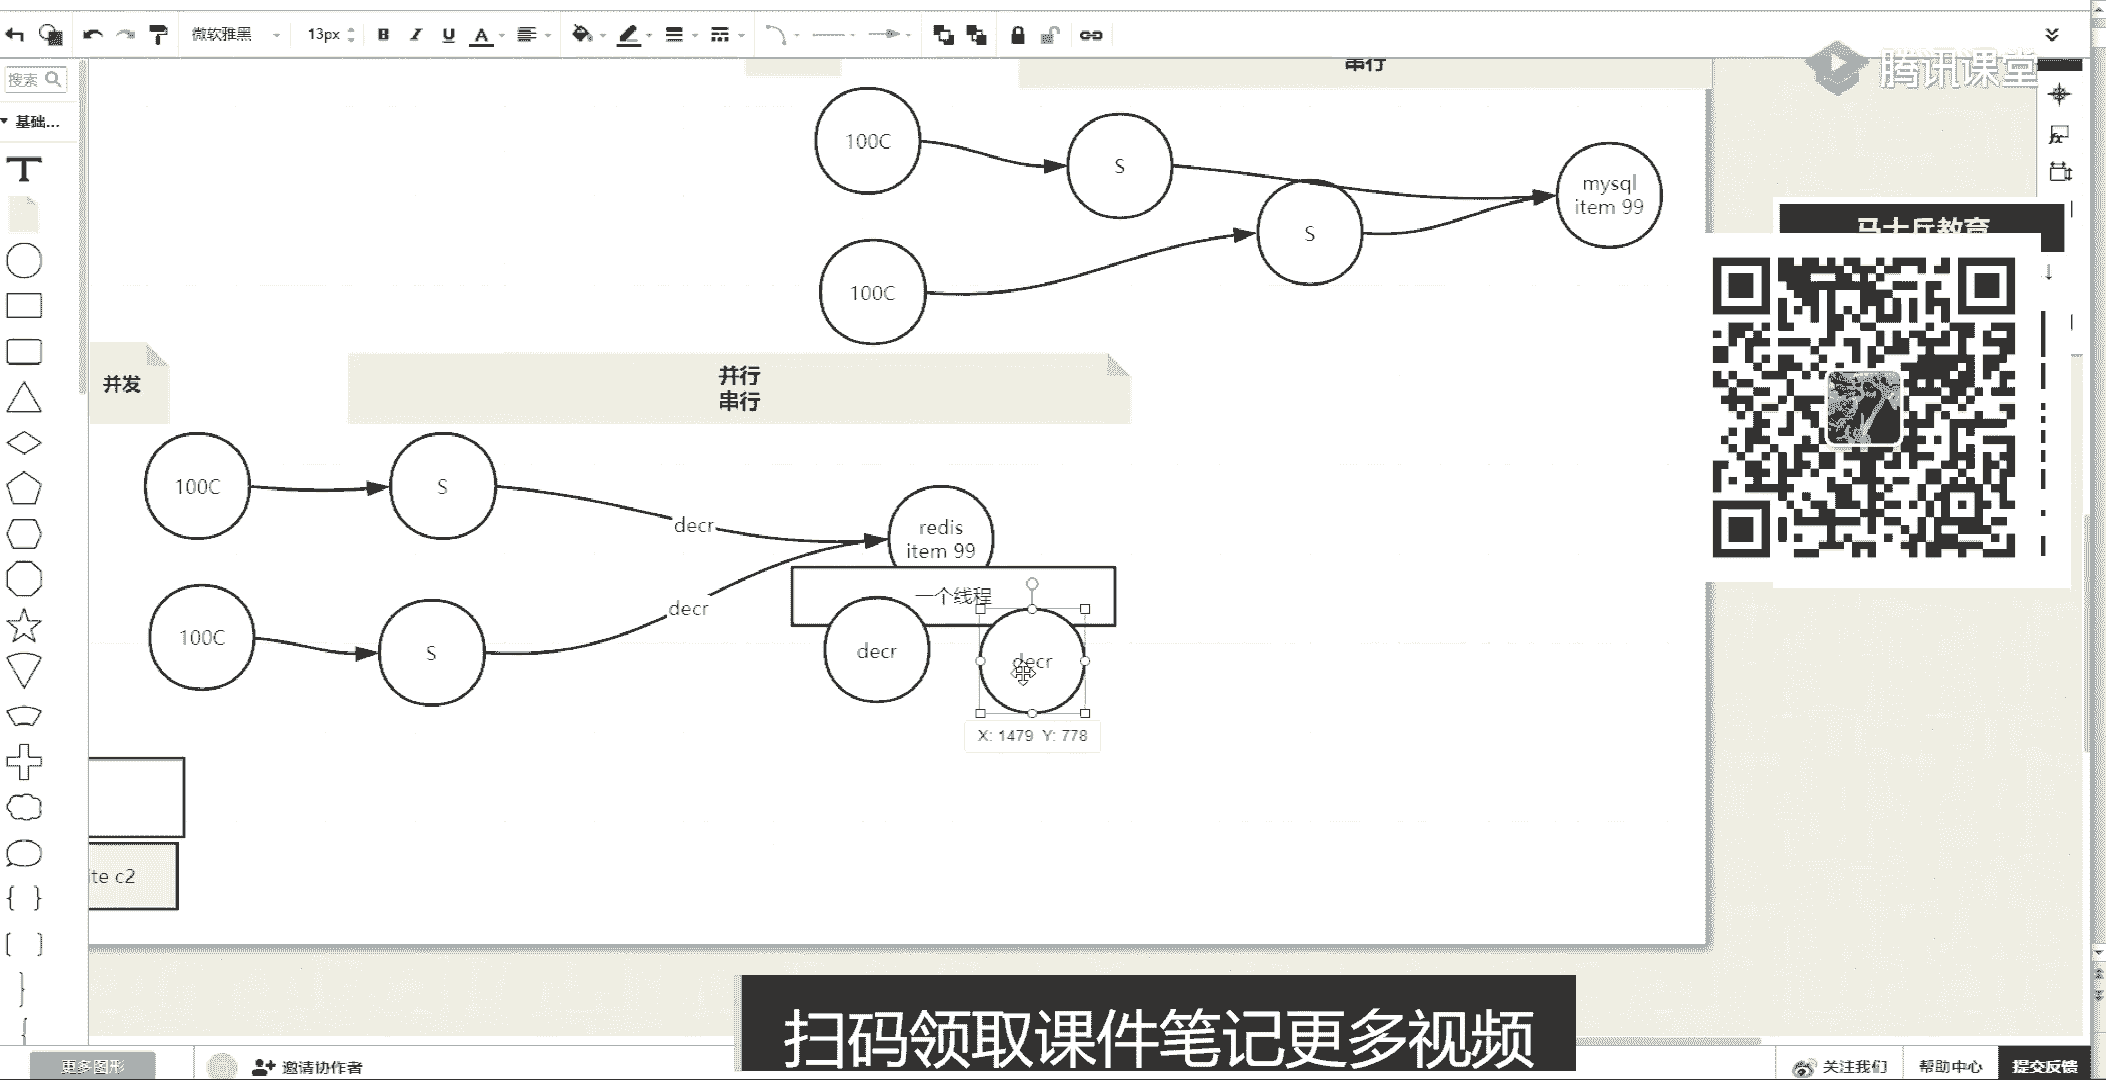 微软雅黑
13px
B
I
U
A
腾讯课堂
搜索
基础...
T
串行
100C
S
mysql
item 99
S
100C
马士兵教育
fx
并发
并行
串行
100C
S
decr
redis
item 99
一个线程
decr
100C
S
decr
decr
X: 1479 Y: 778
ite c2
扫码领取课件笔记更多视频
更多图形
邀请协作者
关注我们
帮助中心
提交反馈